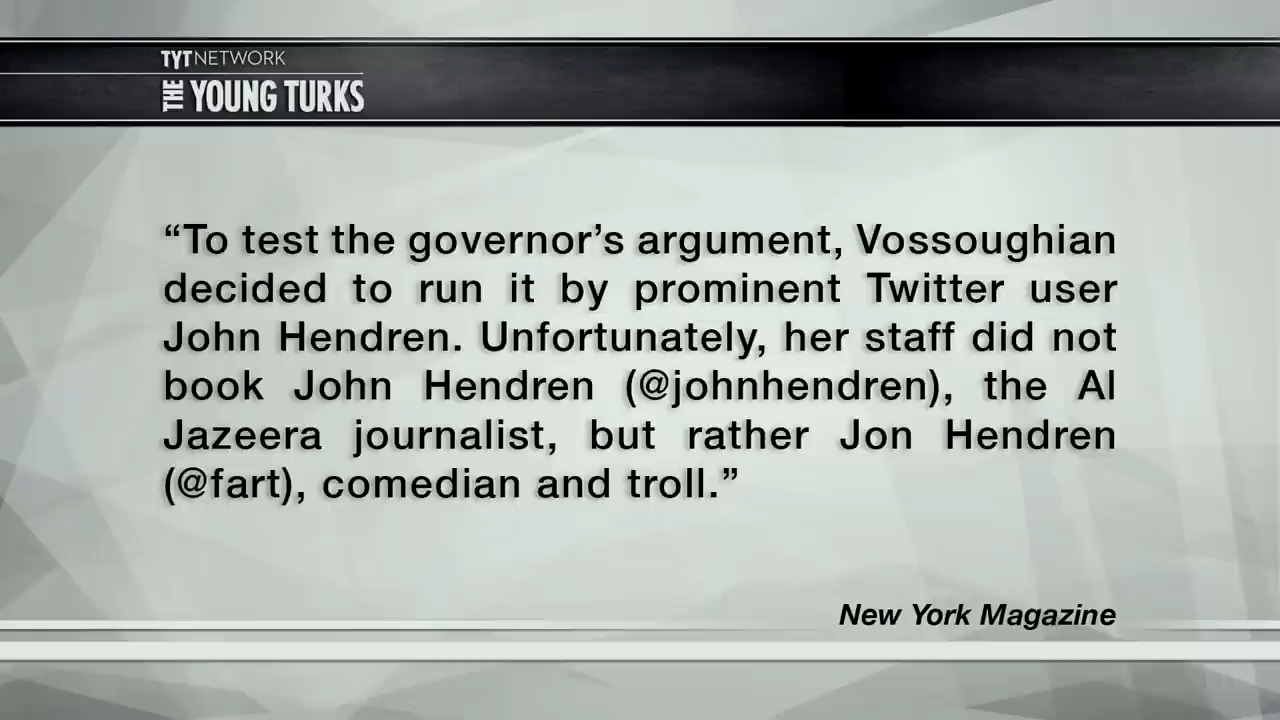 TYTNETWORK
THE YOUNG TURKS
“To test the governor’s argument, Vossoughian
decided to run it by prominent Twitter user
John Hendren. Unfortunately, her staff did not
book John Hendren (@johnhendren), the Al
Jazeera journalist, but rather Jon Hendren
(@fart), comedian and troll.”
New York Magazine